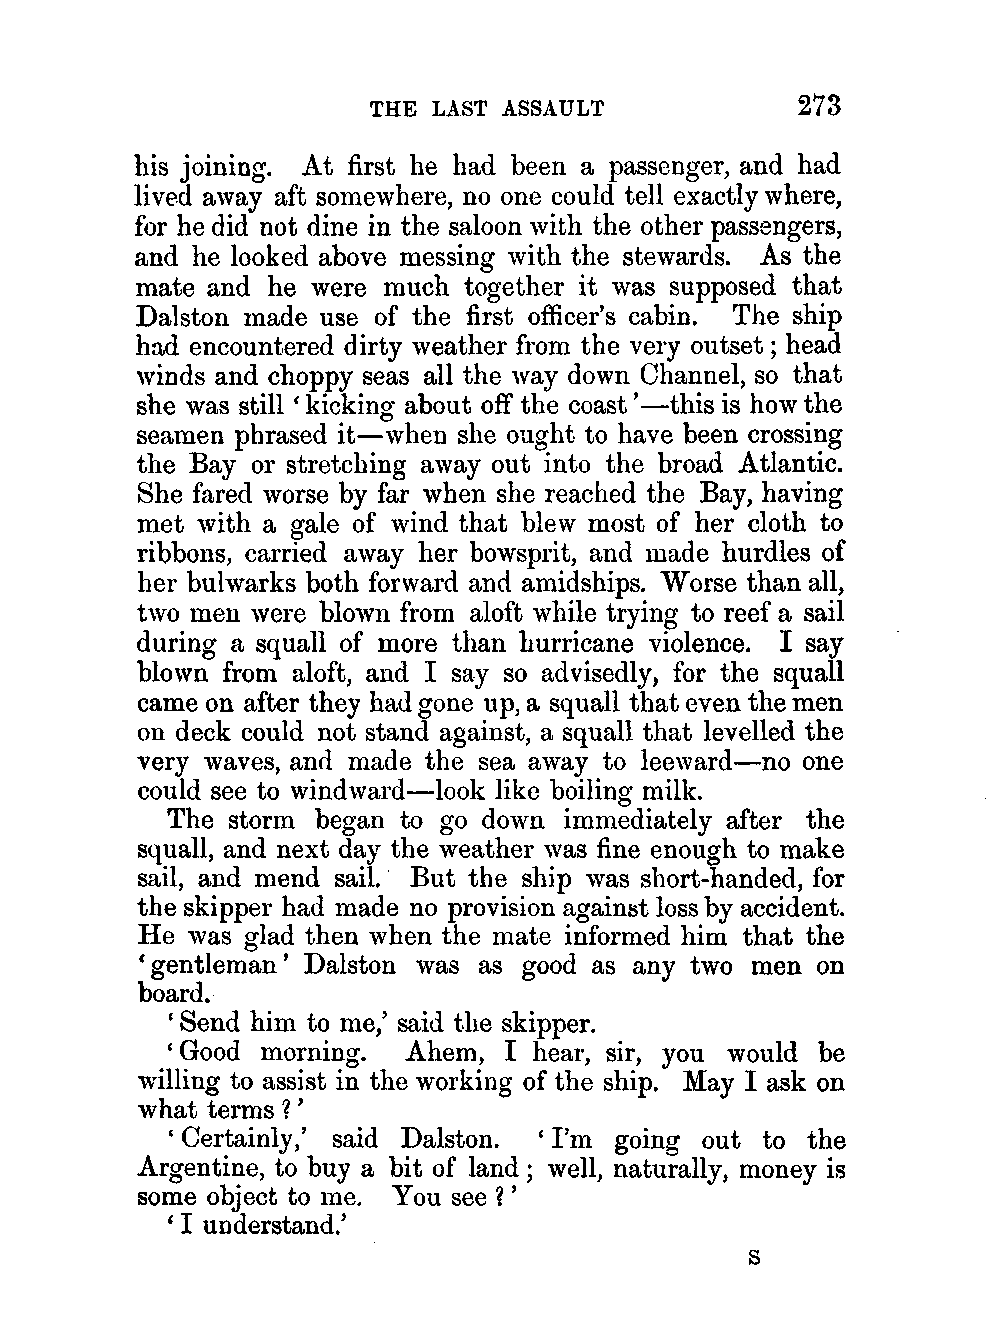 THE LAST ASSAULT 273
his joining. At first he had been a passenger, and had
lived away aft somewhere, no one could tell exactly where,
for he did not dine in the saloon with the other passengers,
and he looked above messing with the stewards. As the
mate and he were much together it was supposed that
Dalston made use of the first officer's cabin. The ship
had encountered dirty weather from the very outset; head
winds and choppy seas all the way down Channel, so that
she was still ‘kicking about off the coast’—this is how the
seamen phrased it—when she ought to have been crossing
the Bay or stretching away out into the broad Atlantic.
She fared worse by far when she reached the Bay, having
met with a gale of wind that blew most of her cloth to
ribbons, carried away her bowsprit, and made hurdles of
her bulwarks both forward and amidships. Worse than all,
two men were blown from aloft while trying to reef a sail
during a squall of more than hurricane violence. I say
blown from aloft, and I say so advisedly, for the squall
came on after they had gone up, a squall that even the men
on deck could not stand against, a squall that levelled the
very waves, and made the sea away to leeward—no one
could see to windward—look like boiling milk.
The storm began to go down immediately after the
squall, and next day the weather was fine enough to make
sail, and mend sail. But the ship was short-handed, for
the skipper had made no provision against loss by accident.
He was glad then when the mate informed him that the
‘gentleman’ Dalston was as good as any two men on
board.
‘Send him to me,’ said the skipper.
‘Good morning. Ahem, I hear, sir, you would be
willing to assist in the working of the ship. May I ask on
what terms?’
‘Certainly,’ said Dalston. ‘I'm going out to the
Argentine, to buy a bit of land; well, naturally, money is
some object to me. You see?’
‘I understand.’
S